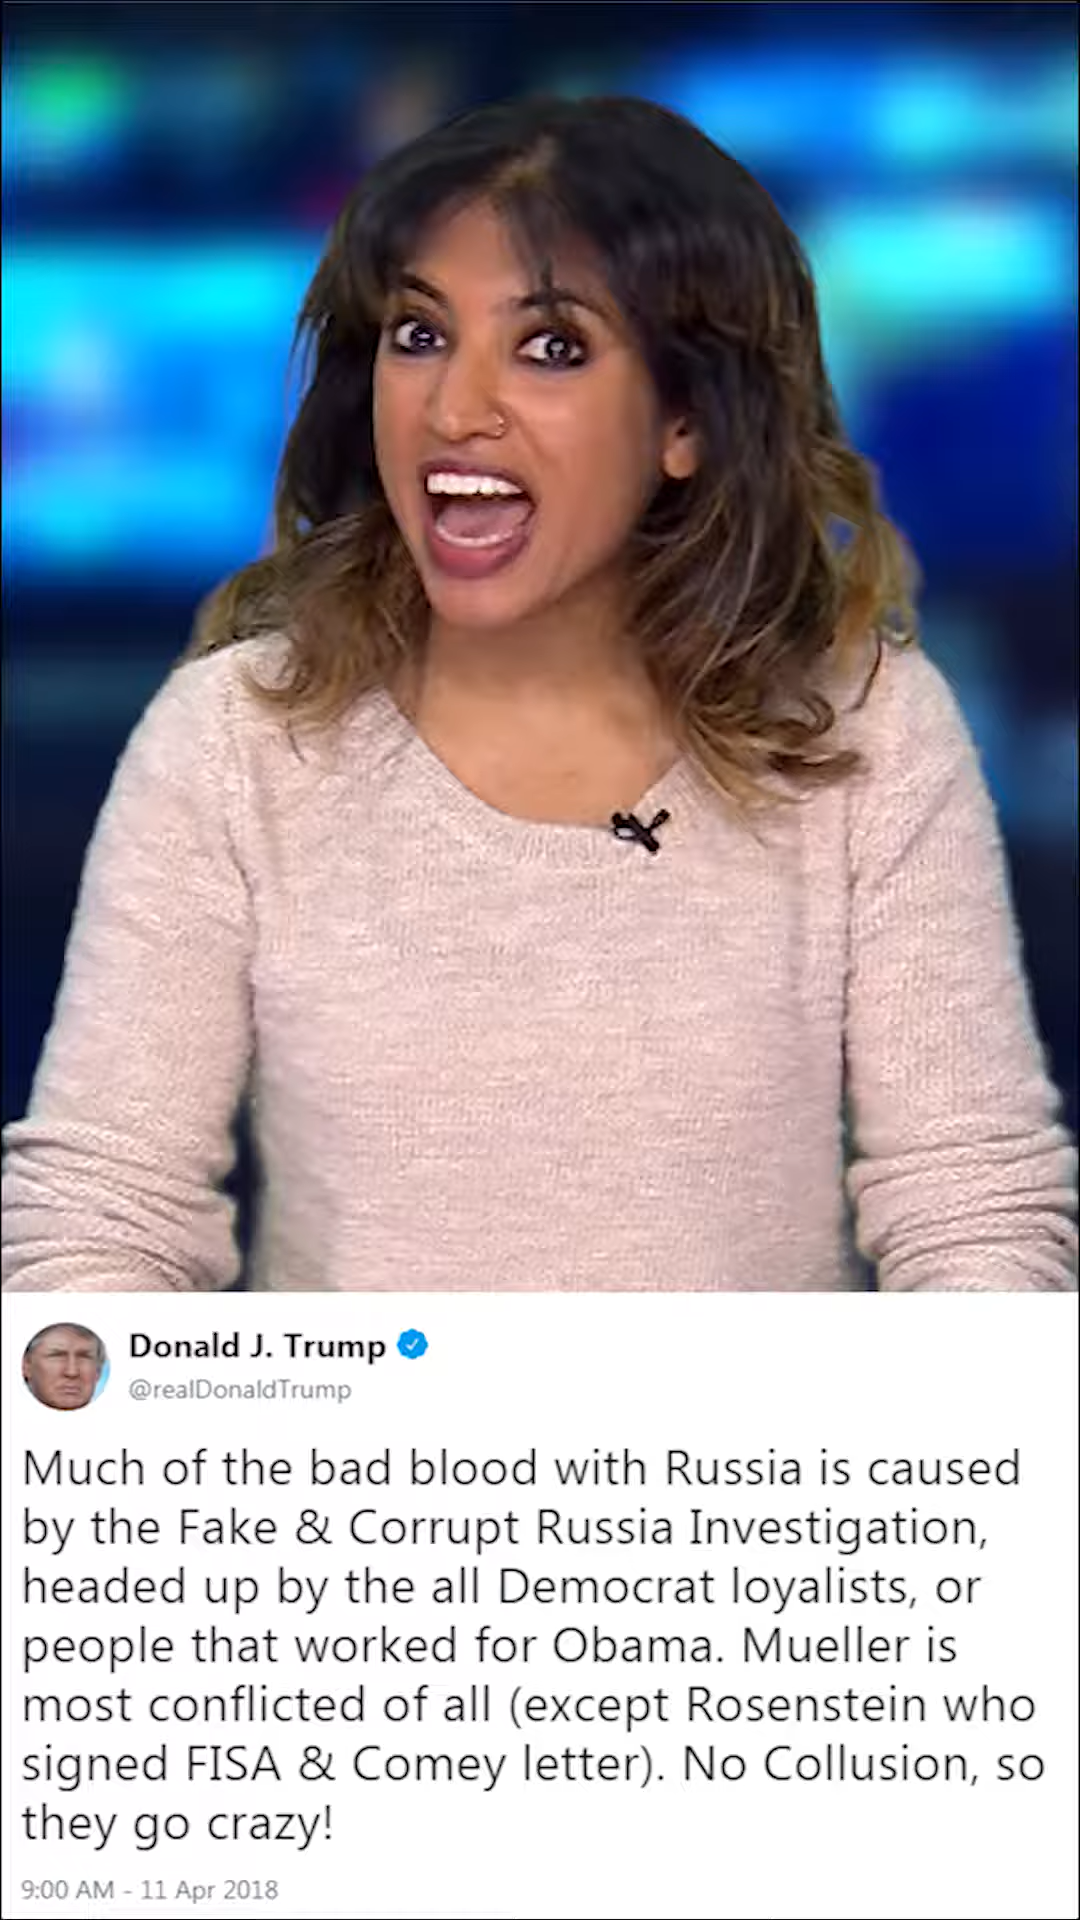 Donald J. Trump
@realDonaldTrump
Much of the bad blood with Russia is caused
by the Fake & Corrupt Russia Investigation,
headed up by the all Democrat loyalists, or
people that worked for Obama. Mueller is
most conflicted of all (except Rosenstein who
signed FISA & Comey letter). No Collusion, so
they go crazy!
9:00 AM - 11 Apr 2018